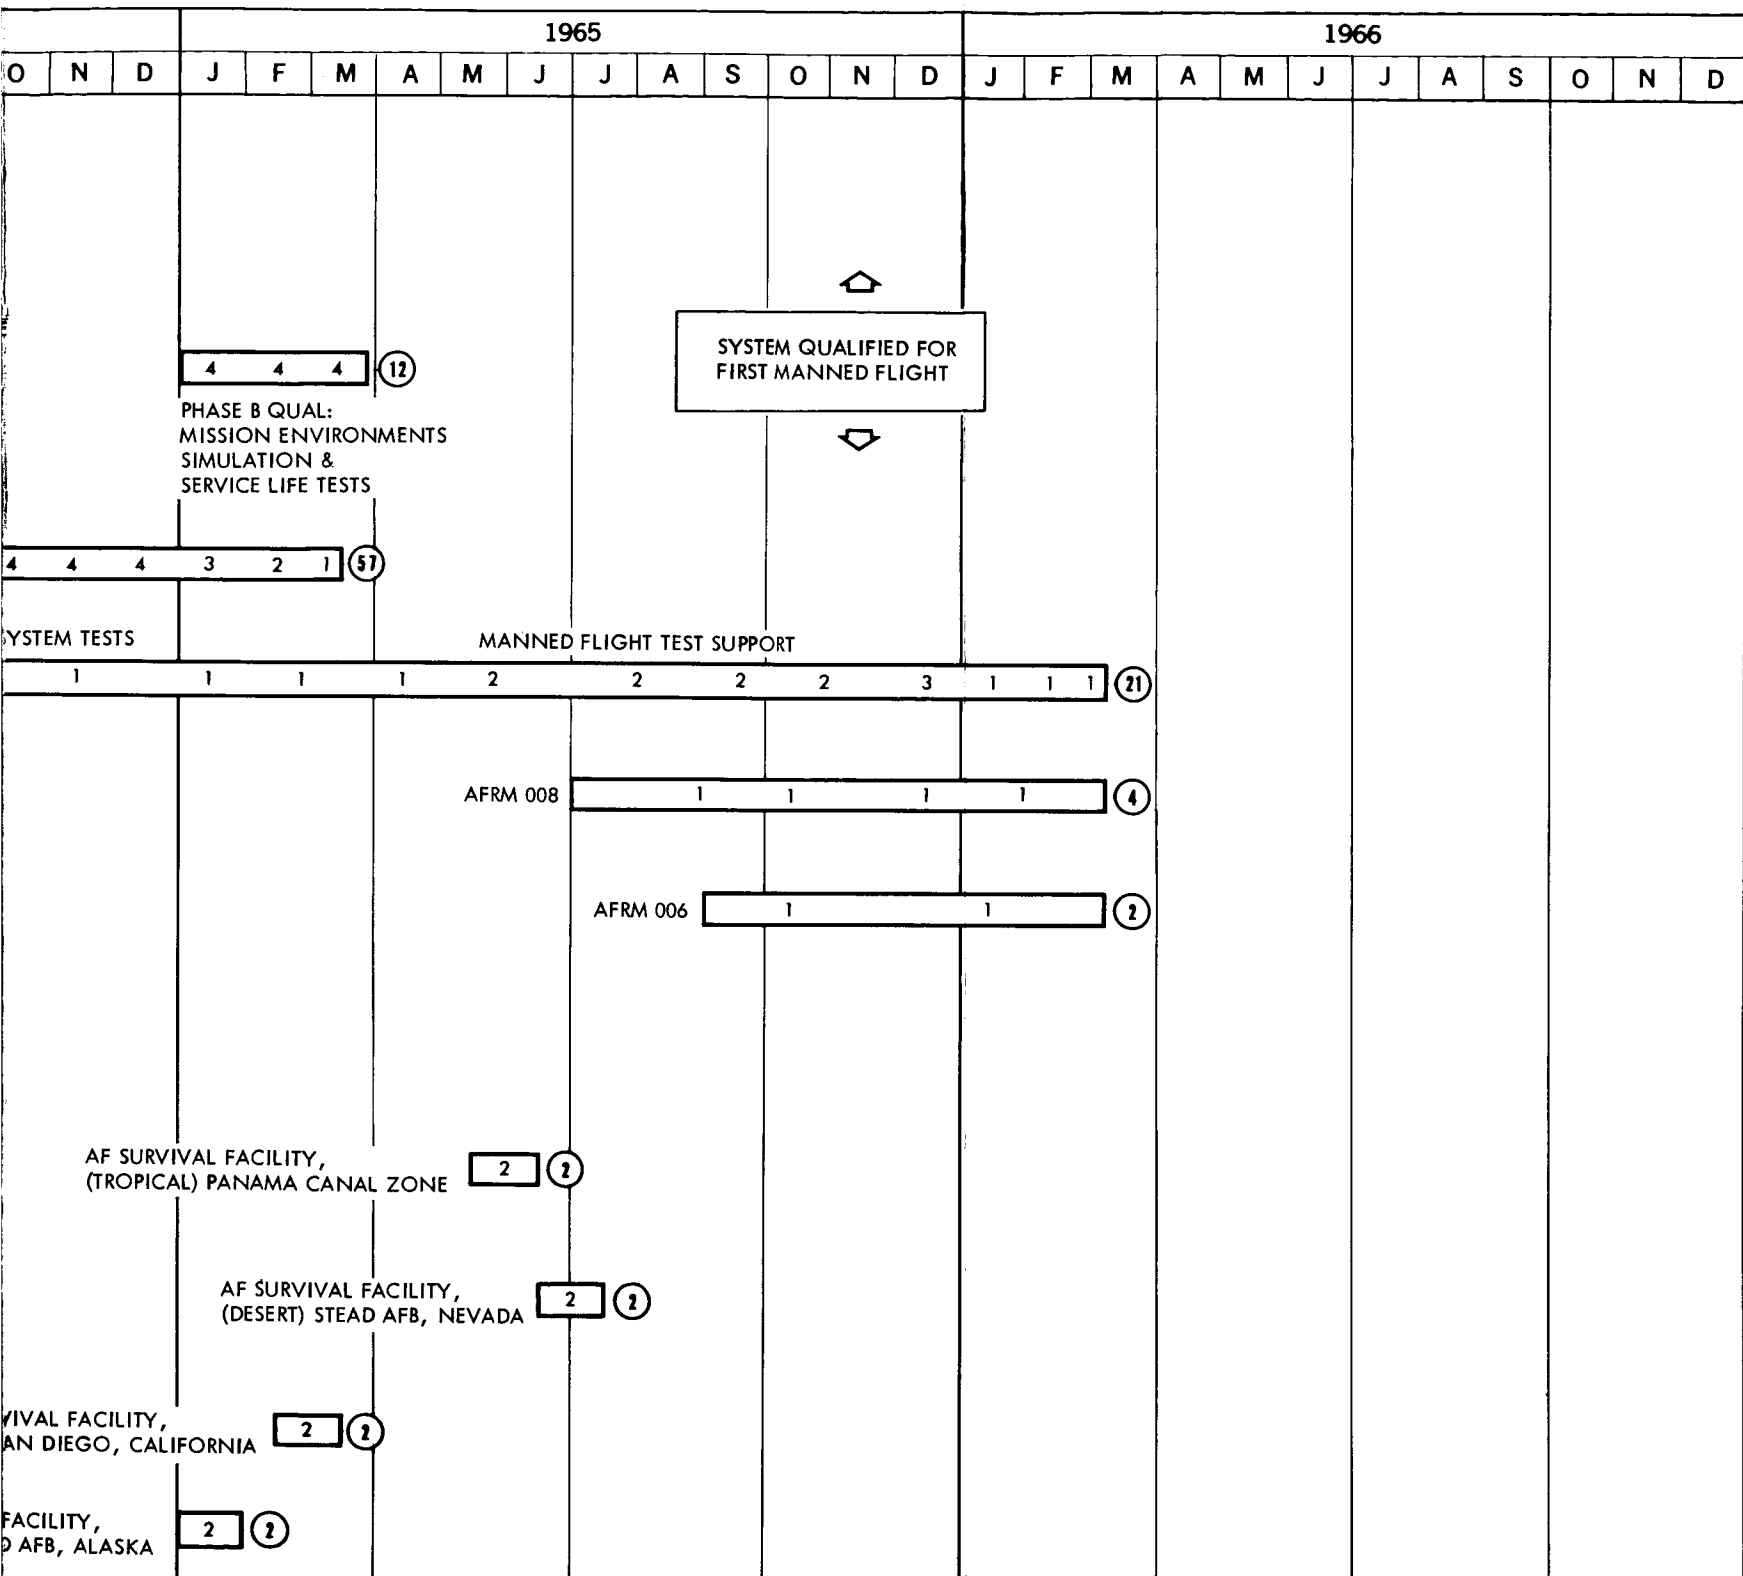 1965 1966
O N D J F M A M J J A S O N D J F M A M J J A S O N D
SYSTEM QUALIFIED FOR
FIRST MANNED FLIGHT
4 4 4 12
PHASE B QUAL:
MISSION ENVIRONMENTS
SIMULATION &
SERVICE LIFE TESTS
4 4 4 3 2 1 57
YSTEM TESTS MANNED FLIGHT TEST SUPPORT
1 1 1 1 2 2 2 2 3 1 1 1 21
AFRM 008 1 1 1 1 4
AFRM 006 1 1 2
AF SURVIVAL FACILITY,
(TROPICAL) PANAMA CANAL ZONE 2 2
AF SURVIVAL FACILITY,
(DESERT) STEAD AFB, NEVADA 2 2
VIVAL FACILITY,
AN DIEGO, CALIFORNIA 2 2
FACILITY,
D AFB, ALASKA 2 2